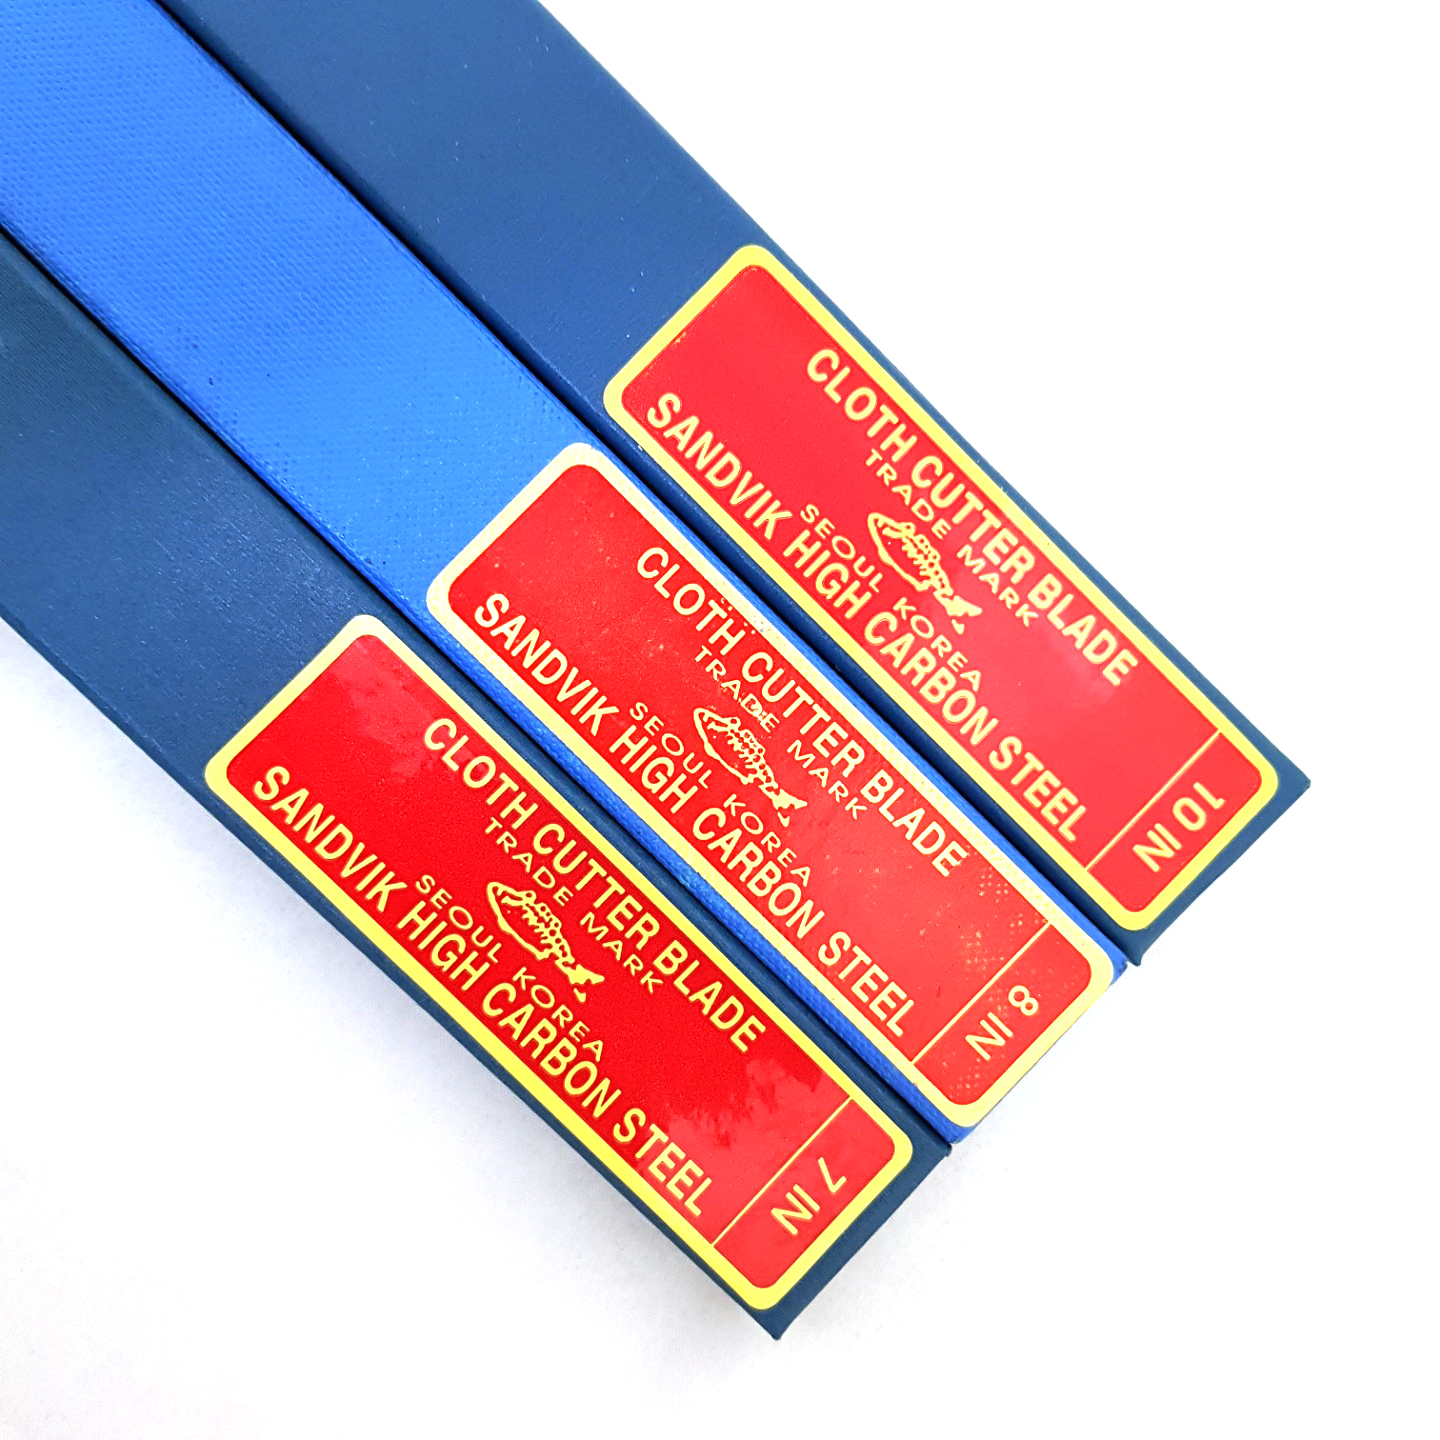 CLOTH CUTTER BLADE
TRADE MARK
SEOUL KOREA
SANDVIK HIGH CARBON STEEL
10 IN
CLOTH CUTTER BLADE
TRADE MARK
SEOUL KOREA
SANDVIK HIGH CARBON STEEL
8 IN
CLOTH CUTTER BLADE
TRADE MARK
SEOUL KOREA
SANDVIK HIGH CARBON STEEL
7 IN